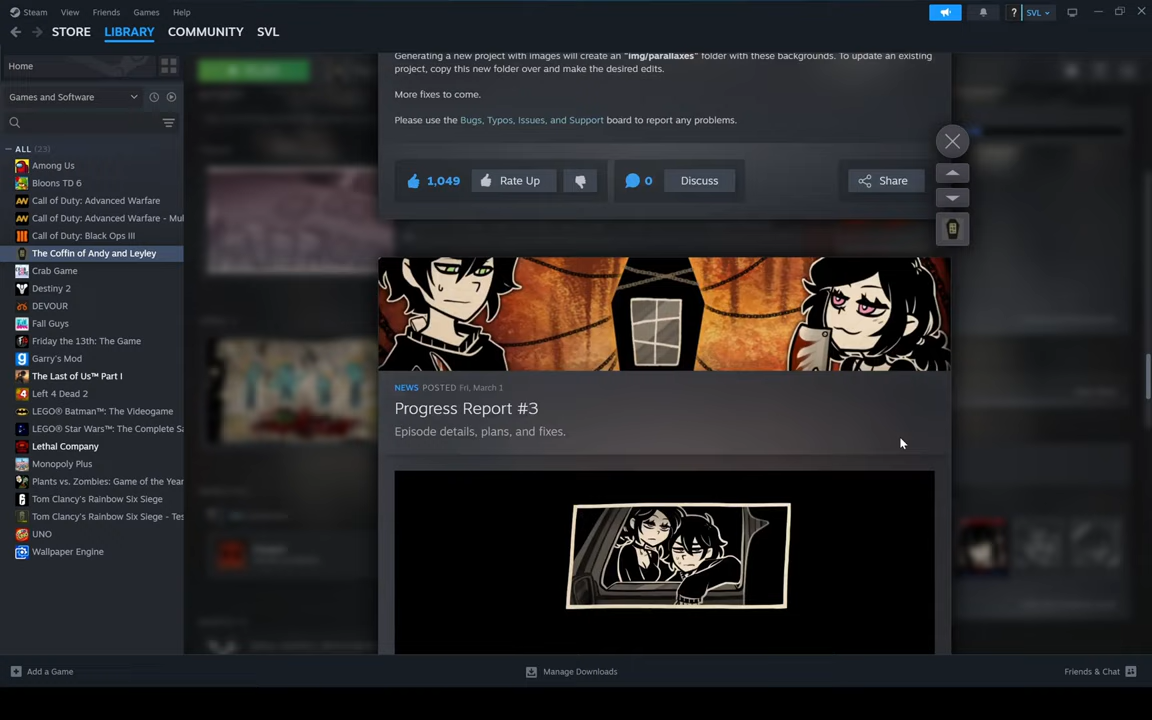 Steam View Friends Games Help
? SVL
STORE LIBRARY COMMUNITY SVL
Home
Games and Software
ALL (23)
Among Us
Bloons TD 6
Call of Duty: Advanced Warfare
Call of Duty: Advanced Warfare - Mul
Call of Duty: Black Ops III
The Coffin of Andy and Leyley
Crab Game
Destiny 2
DEVOUR
Fall Guys
Friday the 13th: The Game
Garry's Mod
The Last of Us™ Part I
Left 4 Dead 2
LEGO® Batman™: The Videogame
LEGO® Star Wars™: The Complete Sa
Lethal Company
Monopoly Plus
Plants vs. Zombies: Game of the Year
Tom Clancy's Rainbow Six Siege
Tom Clancy's Rainbow Six Siege - Tes
UNO
Wallpaper Engine
Generating a new project with images will create an "img/parallaxes" folder with these backgrounds. To update an existing
project, copy this new folder over and make the desired edits.
More fixes to come.
Please use the Bugs, Typos, Issues, and Support board to report any problems.
1,049 Rate Up 0 Discuss Share
NEWS POSTED Fri, March 1
Progress Report #3
Episode details, plans, and fixes.
Add a Game Manage Downloads Friends & Chat